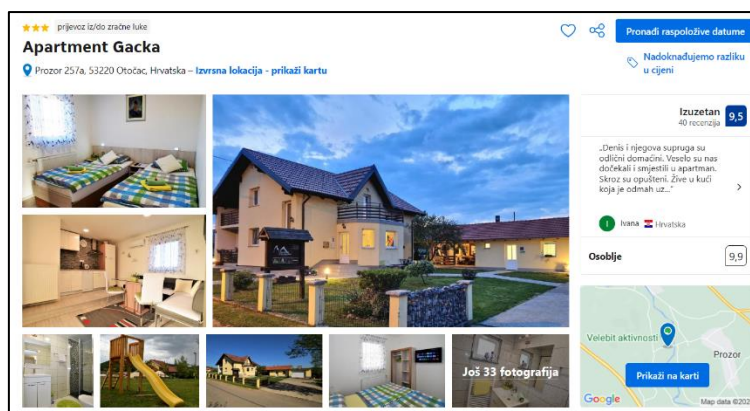 prijevoz iz/do zračne luke
Apartment Gacka
Prozor 257a, 53220 Otočac, Hrvatska – Izvrsna lokacija - prikaži kartu
Pronađi raspoložive datume
Nadoknađujemo razliku
u cijeni
Izuzetan
40 recenzija
9,5
„Denis i njegova supruga su
odlični domaćini. Veselo su nas
dočekali i smjestili u apartman.
Skroz su opušteni. Žive u kući
koja je odmah uz...“
I Ivana Hrvatska
Osoblje 9,9
Još 33 fotografija
Velebit aktivnosti
Prozor
Prikaži na karti
Google
Map data ©202